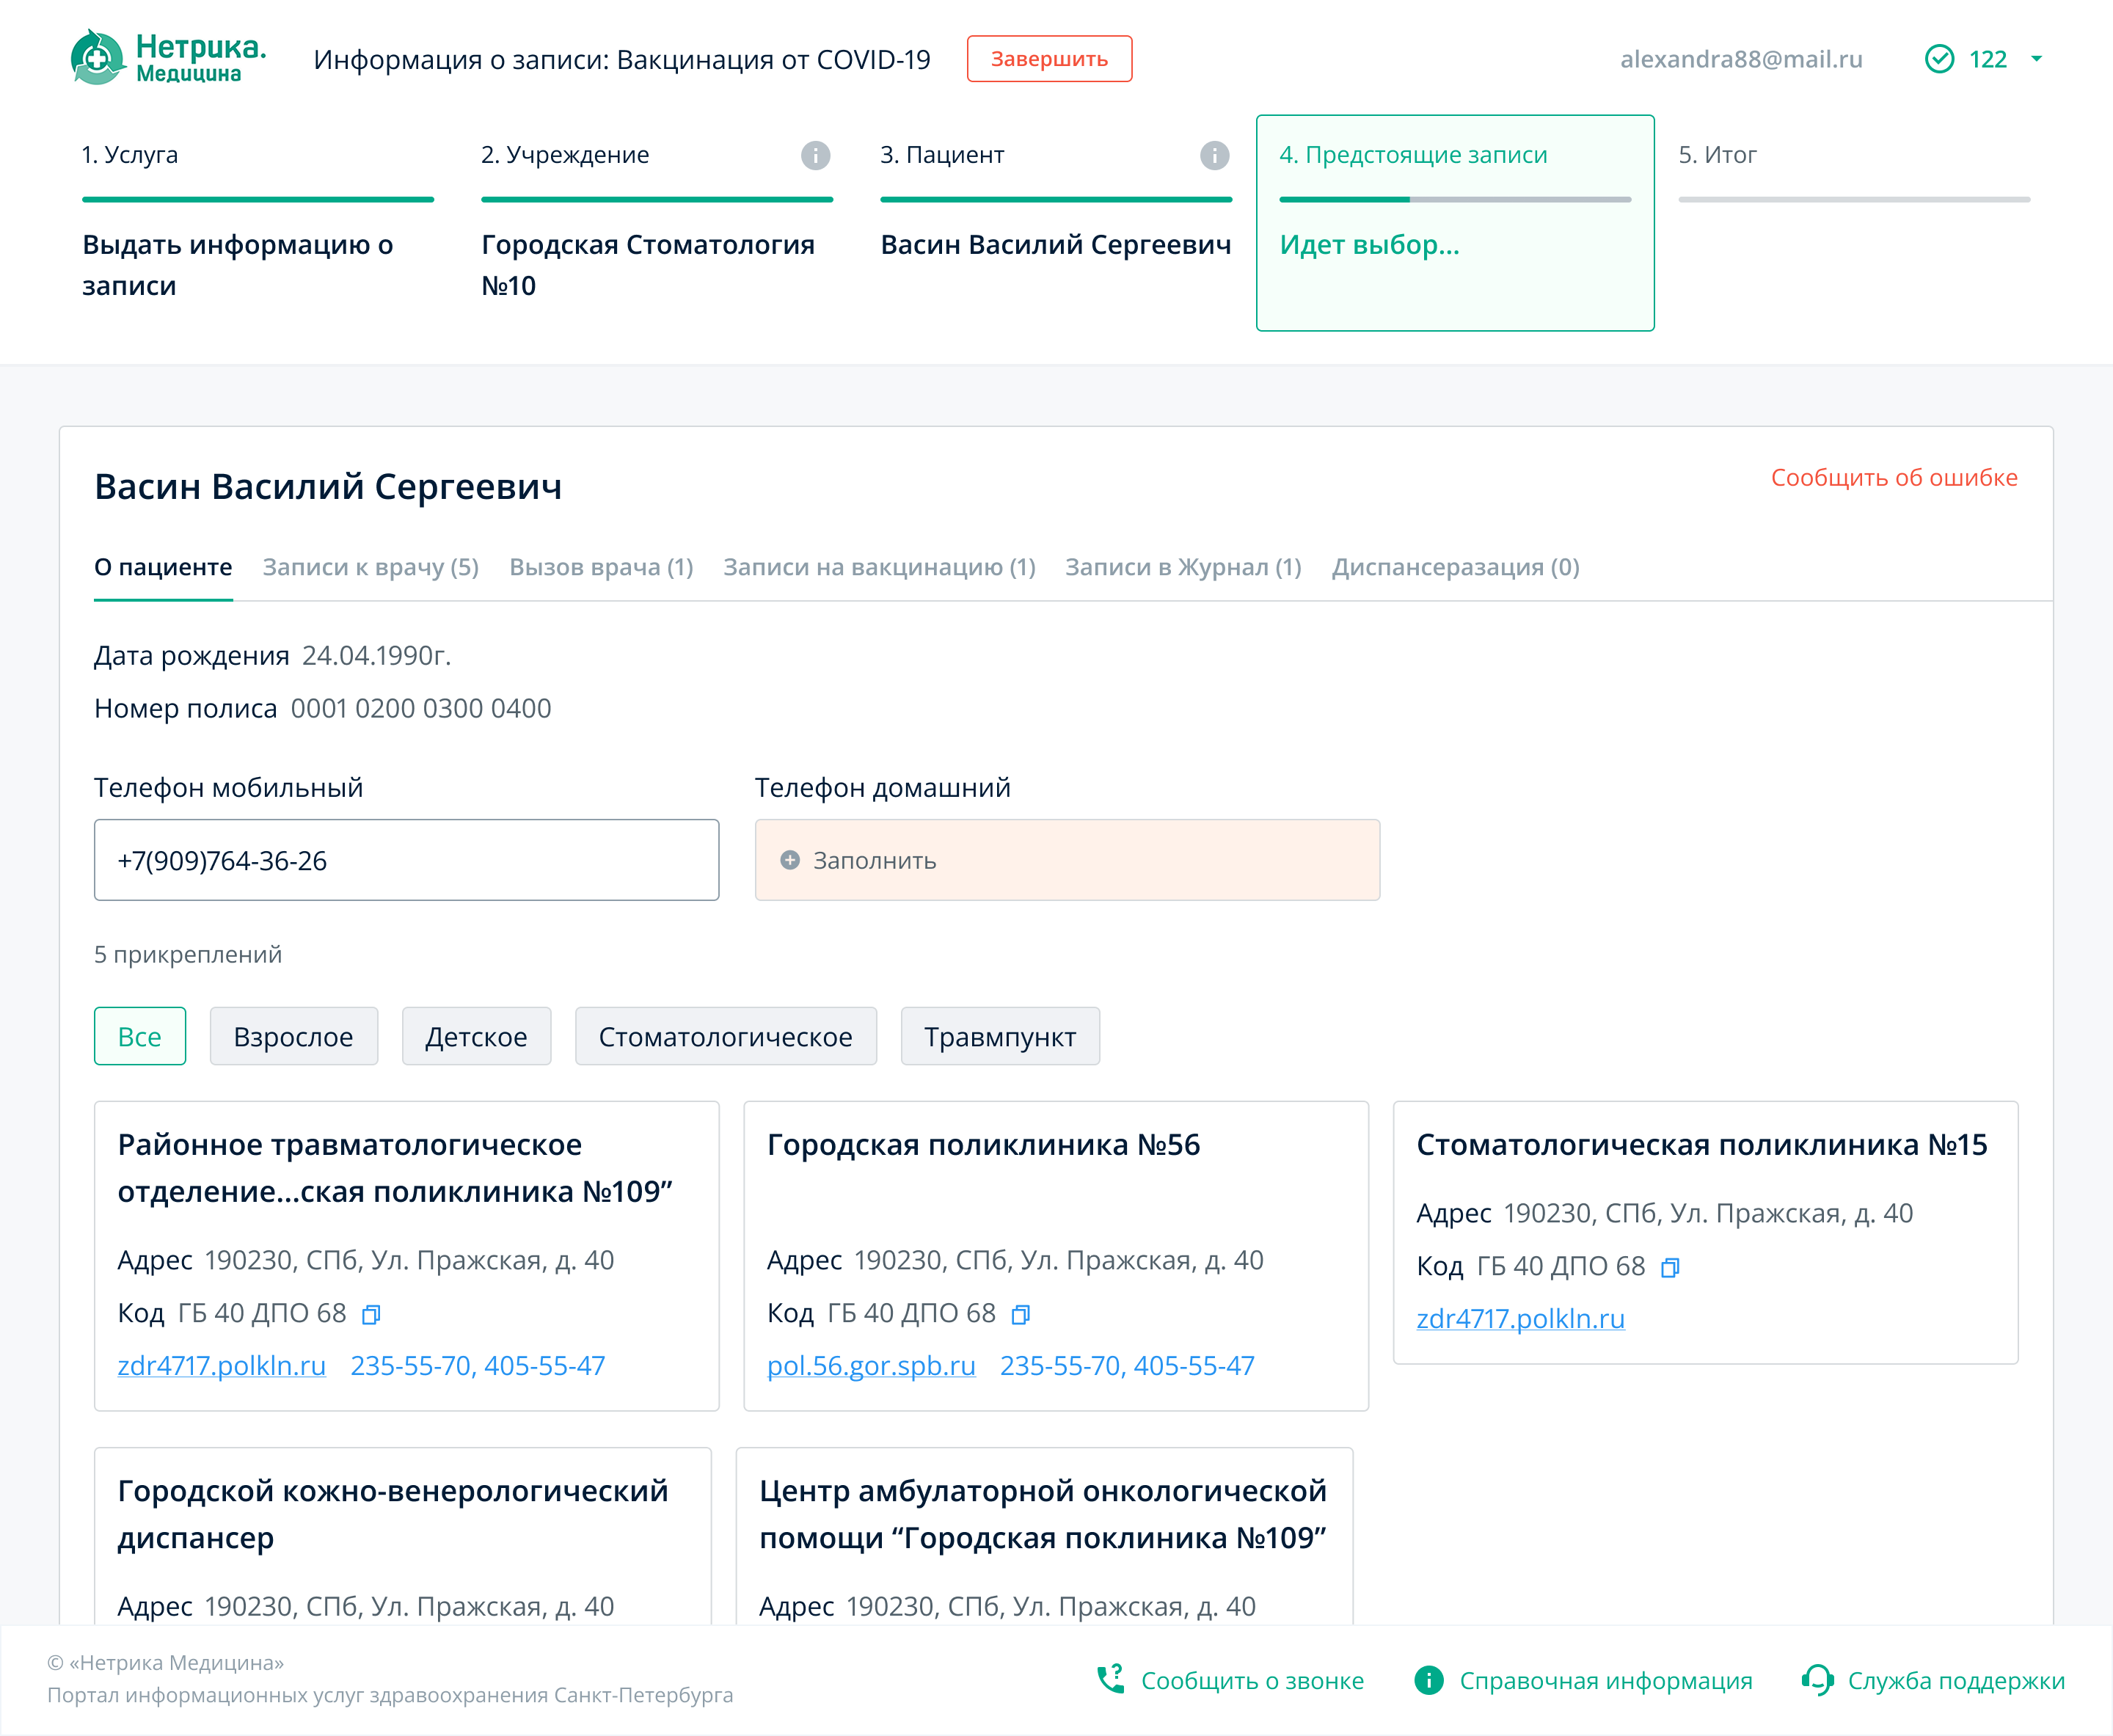 Нетрика.
Медицина
Информация о записи: Вакцинация от COVID-19
Завершить
alexandra88@mail.ru
122
1. Услуга
Выдать информацию о
записи
2. Учреждение
Городская Стоматология
№10
3. Пациент
Васин Василий Сергеевич
4. Предстоящие записи
Идет выбор...
5. Итог
Васин Василий Сергеевич
Сообщить об ошибке
О пациенте
Записи к врачу (5)
Вызов врача (1)
Записи на вакцинацию (1)
Записи в Журнал (1)
Диспансеразация (0)
Дата рождения 24.04.1990г.
Номер полиса 0001 0200 0300 0400
Телефон мобильный
+7(909)764-36-26
Телефон домашний
Заполнить
5 прикреплений
Все
Взрослое
Детское
Стоматологическое
Травмпункт
Районное травматологическое
отделение...ская поликлиника №109”
Адрес 190230, СПб, Ул. Пражская, д. 40
Код ГБ 40 ДПО 68
zdr4717.polkln.ru 235-55-70, 405-55-47
Городская поликлиника №56
Адрес 190230, СПб, Ул. Пражская, д. 40
Код ГБ 40 ДПО 68
pol.56.gor.spb.ru 235-55-70, 405-55-47
Стоматологическая поликлиника №15
Адрес 190230, СПб, Ул. Пражская, д. 40
Код ГБ 40 ДПО 68
zdr4717.polkln.ru
Городской кожно-венерологический
диспансер
Адрес 190230, СПб, Ул. Пражская, д. 40
Центр амбулаторной онкологической
помощи “Городская поклиника №109”
Адрес 190230, СПб, Ул. Пражская, д. 40
© «Нетрика Медицина»
Портал информационных услуг здравоохранения Санкт-Петербурга
Сообщить о звонке
Справочная информация
Служба поддержки